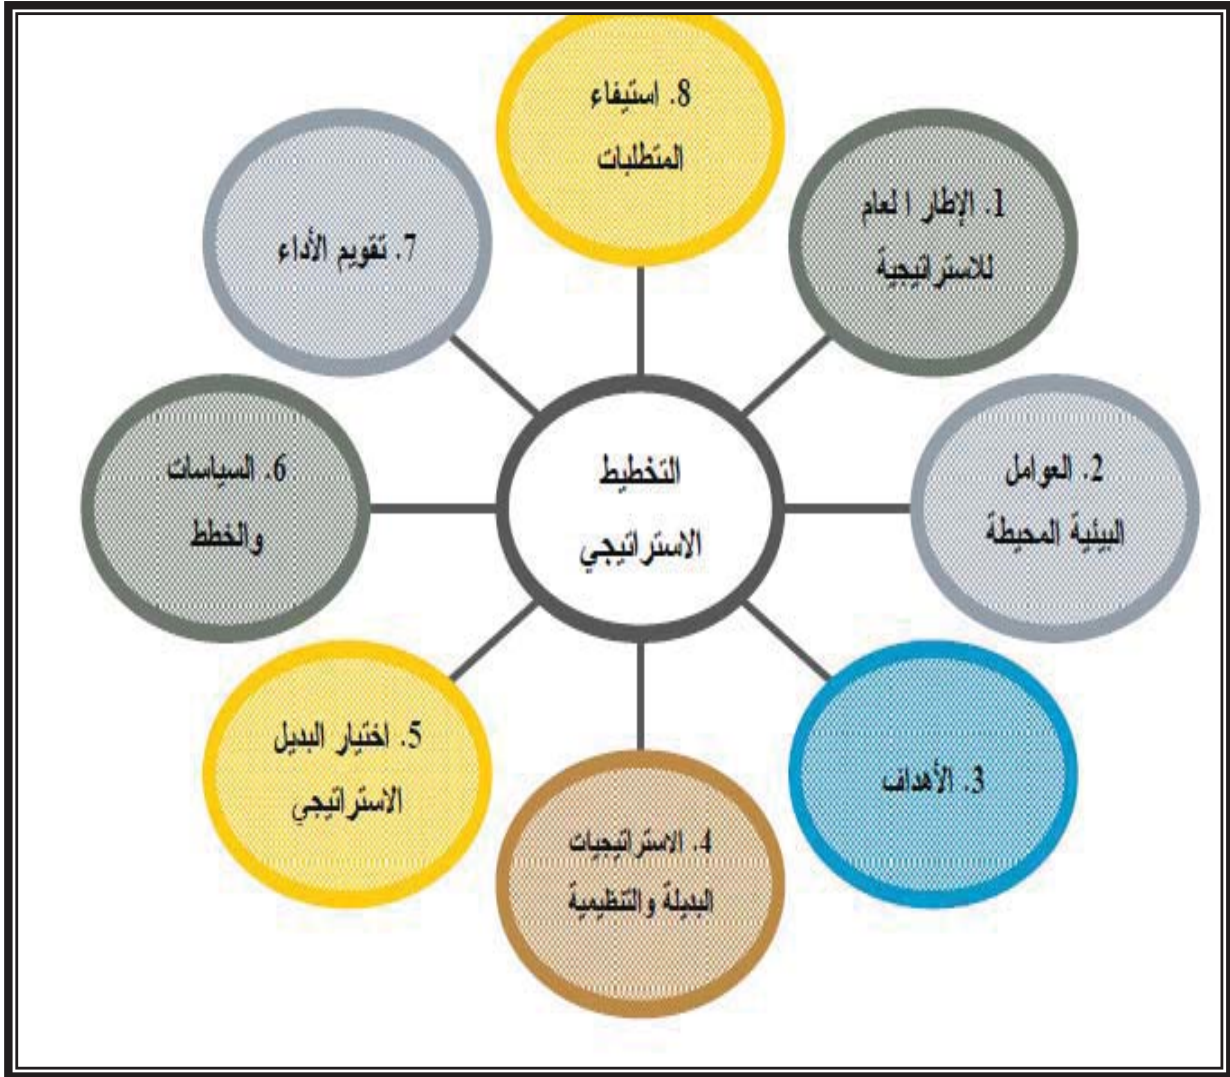 التخطيط
الاستراتيجي
1. الإطار ا لعام
للاستراتيجية
2. العوامل
البيئية المحيطة
3. الأهداف
4. الاستراتيجيات
البديلة والتنظيمية
5. اختيار البديل
الاستراتيجي
6. السياسات
والخطط
7. تقويم الأداء
8. استيفاء
المتطلبات